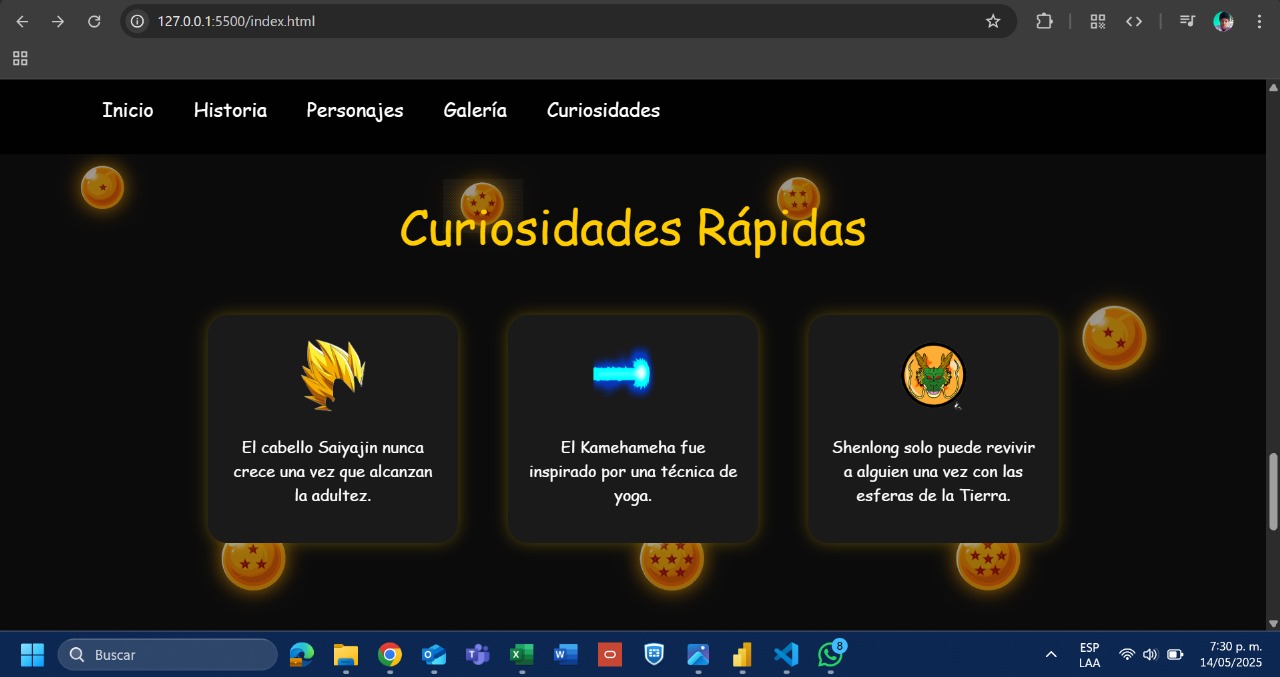 127.0.0.1:5500/index.html
Inicio Historia Personajes Galería Curiosidades
Curiosidades Rápidas
El cabello Saiyajin nunca
crece una vez que alcanzan
la adultez.
El Kamehameha fue
inspirado por una técnica de
yoga.
Shenlong solo puede revivir
a alguien una vez con las
esferas de la Tierra.
Buscar
8
ESP
LAA
7:30 p. m.
14/05/2025